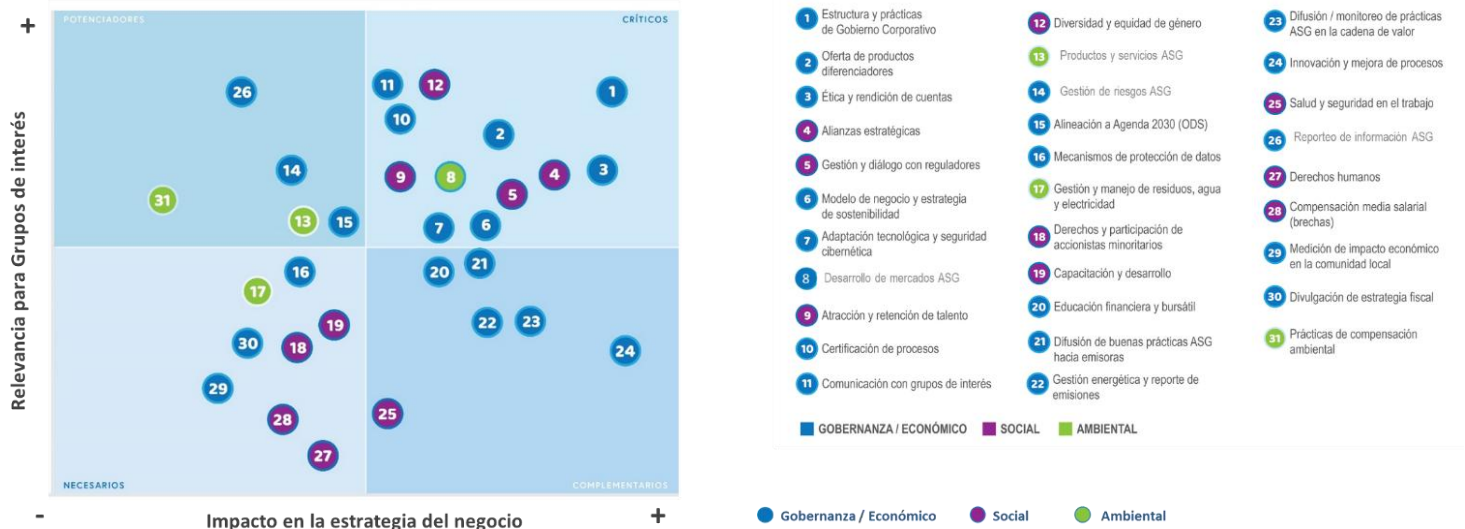 +
Relevancia para Grupos de interés
-
POTENCIADORES
CRÍTICOS
26
11
12
1
10
2
14
9
8
4
3
31
5
13
15
7
6
16
20
21
17
19
22
23
30
18
24
29
28
25
27
NECESARIOS
COMPLEMENTARIOS
Impacto en la estrategia del negocio
+
1 Estructura y prácticas
de Gobierno Corporativo
2 Oferta de productos
diferenciadores
3 Ética y rendición de cuentas
4 Alianzas estratégicas
5 Gestión y diálogo con reguladores
6 Modelo de negocio y estrategia
de sostenibilidad
7 Adaptación tecnológica y seguridad
cibernética
8 Desarrollo de mercados ASG
9 Atracción y retención de talento
10 Certificación de procesos
11 Comunicación con grupos de interés
12 Diversidad y equidad de género
13 Productos y servicios ASG
14 Gestión de riesgos ASG
15 Alineación a Agenda 2030 (ODS)
16 Mecanismos de protección de datos
17 Gestión y manejo de residuos, agua
y electricidad
18 Derechos y participación de
accionistas minoritarios
19 Capacitación y desarrollo
20 Educación financiera y bursátil
21 Difusión de buenas prácticas ASG
hacia emisoras
22 Gestión energética y reporte de
emisiones
23 Difusión / monitoreo de prácticas
ASG en la cadena de valor
24 Innovación y mejora de procesos
25 Salud y seguridad en el trabajo
26 Reporteo de información ASG
27 Derechos humanos
28 Compensación media salarial
(brechas)
29 Medición de impacto económico
en la comunidad local
30 Divulgación de estrategia fiscal
31 Prácticas de compensación
ambiental
GOBERNANZA / ECONÓMICO SOCIAL AMBIENTAL
Gobernanza / Económico Social Ambiental